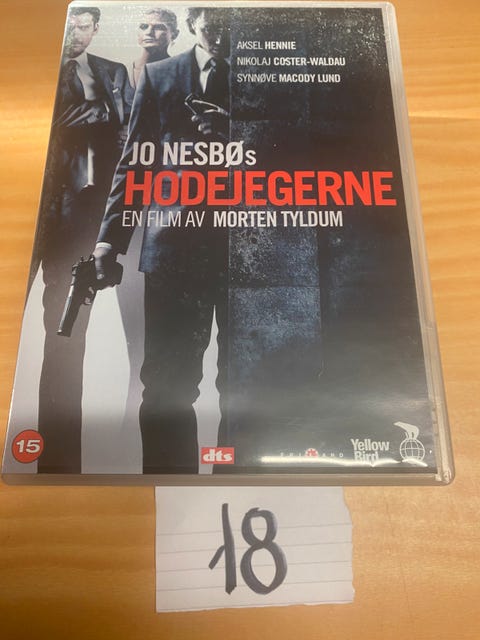 AKSEL HENNIE
NIKOLAJ COSTER-WALDAU
SYNNØVE MACODY LUND
JO NESBØs
HODEJEGERNE
EN FILM AV MORTEN TYLDUM
15
dts
Yellow
Bird
18